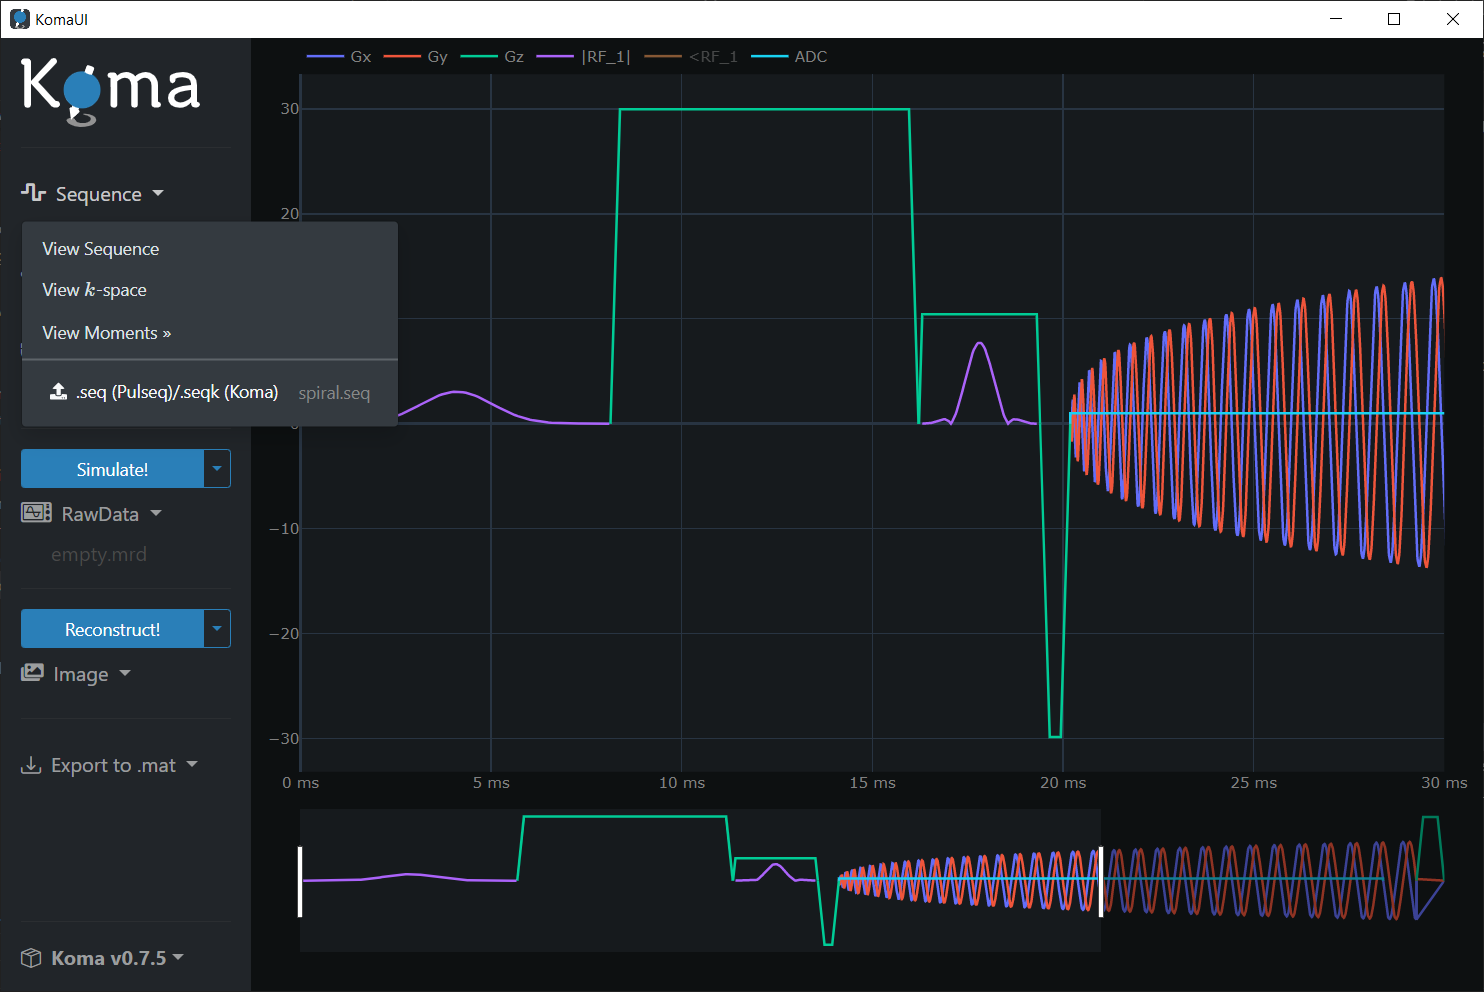 KomaUI
Koma
Gx Gy Gz |RF_1| <RF_1 ADC
Sequence
View Sequence
View k-space
View Moments »
.seq (Pulseq)/.seqk (Koma) spiral.seq
Simulate!
RawData
empty.mrd
Reconstruct!
Image
Export to .mat
Koma v0.7.5
30
20
−10
−20
−30
0 ms 5 ms 10 ms 15 ms 20 ms 25 ms 30 ms